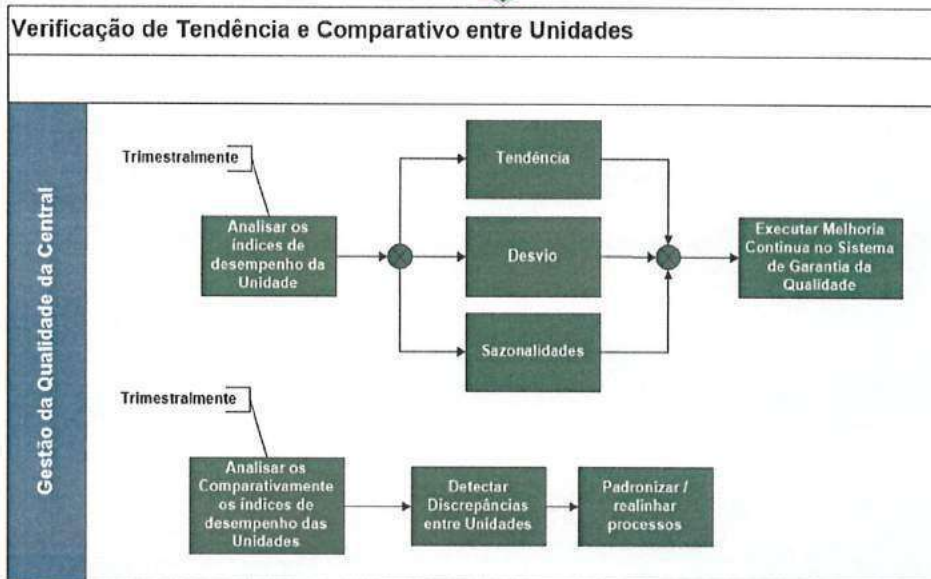 Verificação de Tendência e Comparativo entre Unidades
Gestão da Qualidade da Central
Trimestralmente
Analisar os
índices de
desempenho da
Unidade
Tendência
Desvio
Sazonalidades
Executar Melhoria
Continua no Sistema
de Garantia da
Qualidade
Trimestralmente
Analisar os
Comparativamente
os índices de
desempenho das
Unidades
Detectar
Discrepâncias
entre Unidades
Padronizar /
realinhar
processos